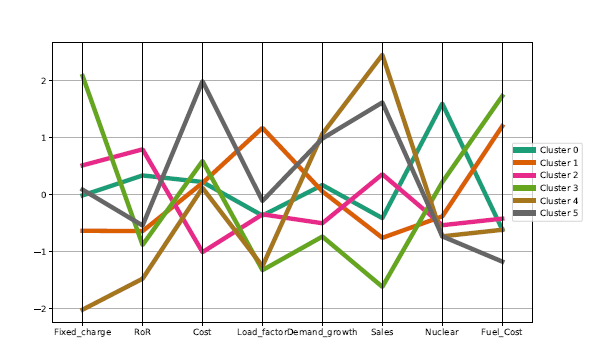 2
1
0
−1
−2
Fixed_charge RoR Cost Load_factor Demand_growth Sales Nuclear Fuel_Cost
Cluster 0
Cluster 1
Cluster 2
Cluster 3
Cluster 4
Cluster 5